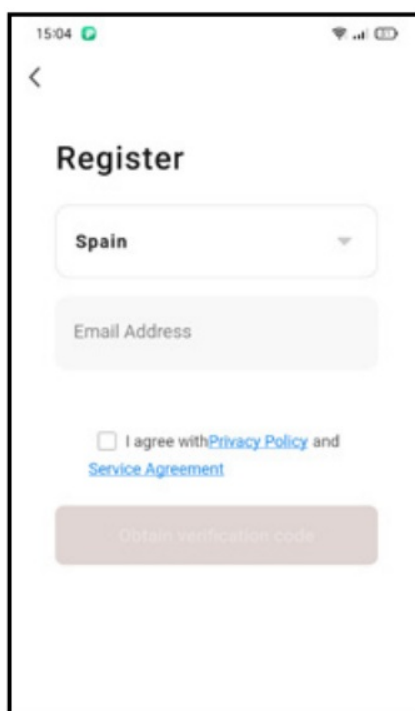 15:04
Register
Spain
Email Address
I agree withPrivacy Policy and
Service Agreement
Obtain verification code